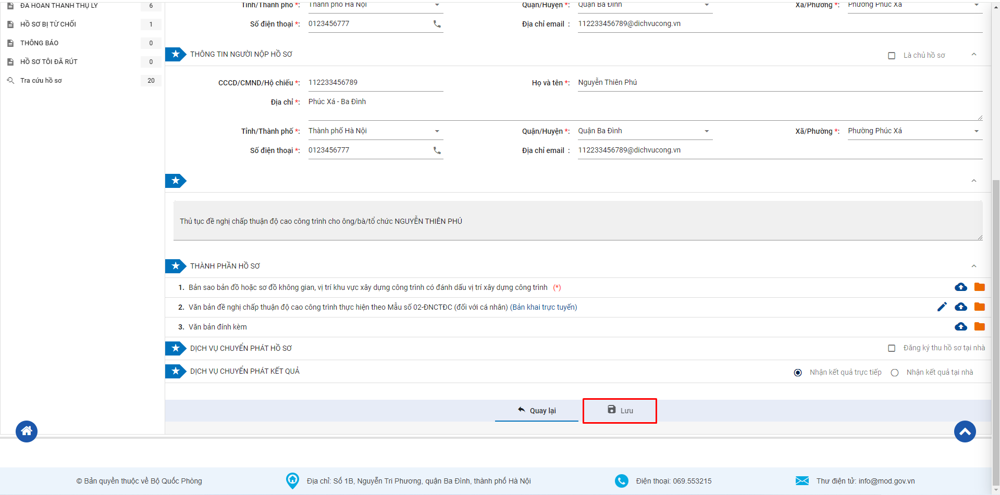 ĐÃ HOÀN THÀNH THỤ LÝ 6
HỒ SƠ BỊ TỪ CHỐI 1
THÔNG BÁO 0
HỒ SƠ TÔI ĐÃ RÚT 0
Tra cứu hồ sơ 20
Tỉnh/Thành phố *: Thành phố Hà Nội Quận/Huyện *: Quận Ba Đình Xã/Phường *: Phường Phúc Xá
Số điện thoại *: 0123456777 Địa chỉ email : 112233456789@dichvucong.vn
THÔNG TIN NGƯỜI NỘP HỒ SƠ Là chủ hồ sơ
CCCD/CMND/Hộ chiếu *: 112233456789 Họ và tên *: Nguyễn Thiên Phú
Địa chỉ *: Phúc Xá - Ba Đình
Tỉnh/Thành phố *: Thành phố Hà Nội Quận/Huyện *: Quận Ba Đình Xã/Phường *: Phường Phúc Xá
Số điện thoại *: 0123456777 Địa chỉ email : 112233456789@dichvucong.vn
Thủ tục đề nghị chấp thuận độ cao công trình cho ông/bà/tổ chức NGUYỄN THIÊN PHÚ
THÀNH PHẦN HỒ SƠ
1. Bản sao bản đồ hoặc sơ đồ không gian, vị trí khu vực xây dựng công trình có đánh dấu vị trí xây dựng công trình (*)
2. Văn bản đề nghị chấp thuận độ cao công trình thực hiện theo Mẫu số 02-ĐNCTĐC (đối với cá nhân) (Bản khai trực tuyến)
3. Văn bản đính kèm
DỊCH VỤ CHUYỂN PHÁT HỒ SƠ Đăng ký thu hồ sơ tại nhà
DỊCH VỤ CHUYỂN PHÁT KẾT QUẢ Nhận kết quả trực tiếp Nhận kết quả tại nhà
Quay lại Lưu
© Bản quyền thuộc về Bộ Quốc Phòng Địa chỉ: Số 1B, Nguyễn Tri Phương, quận Ba Đình, thành phố Hà Nội Điện thoại: 069.553215 Thư điện tử: info@mod.gov.vn